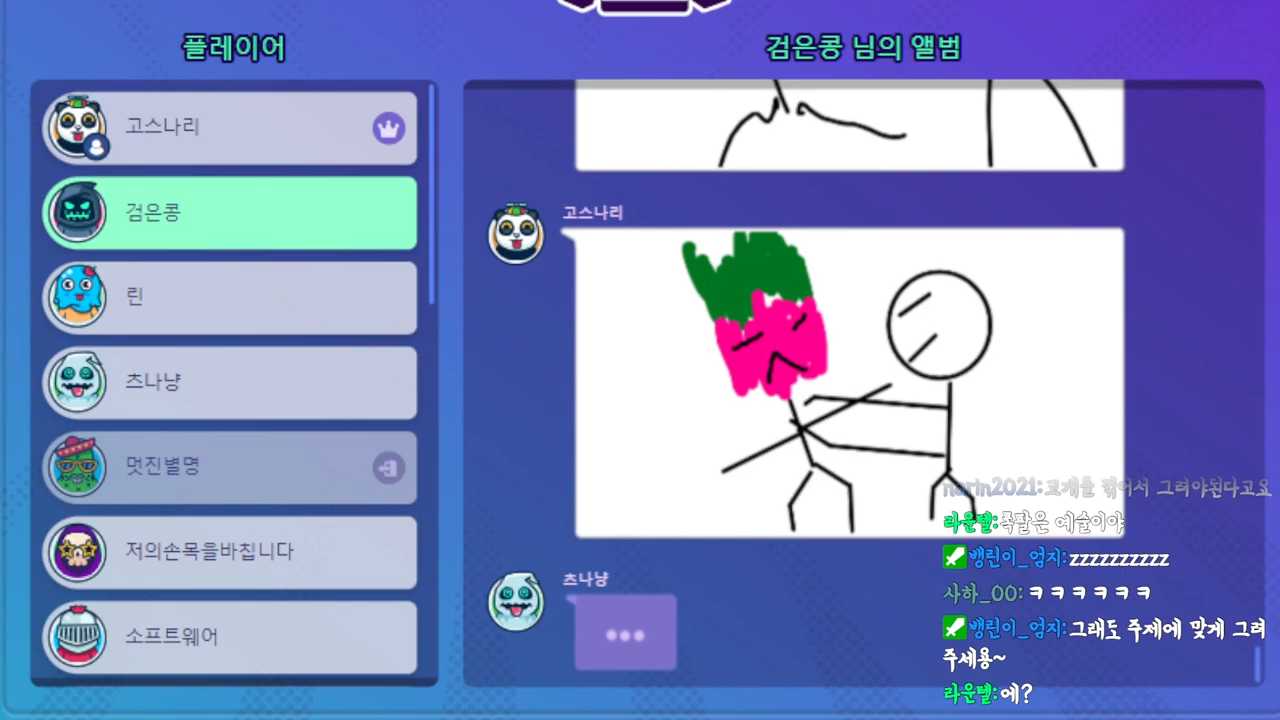 플레이어
검은콩 님의 앨범
고스나리
검은콩
린
츠나냥
멋진별명
저의손목을바칩니다
소프트웨어
고스나리
츠나냥
narin2021:고개를 꺾어서 그려야된다고요
라운텔:폭팔은 예술이야
뱅린이_엄지:zzzzzzzzzz
사하_00:ㅋㅋㅋㅋㅋㅋ
뱅린이_엄지:그래도 주제에 맞게 그려
주세용~
라운텔:에?